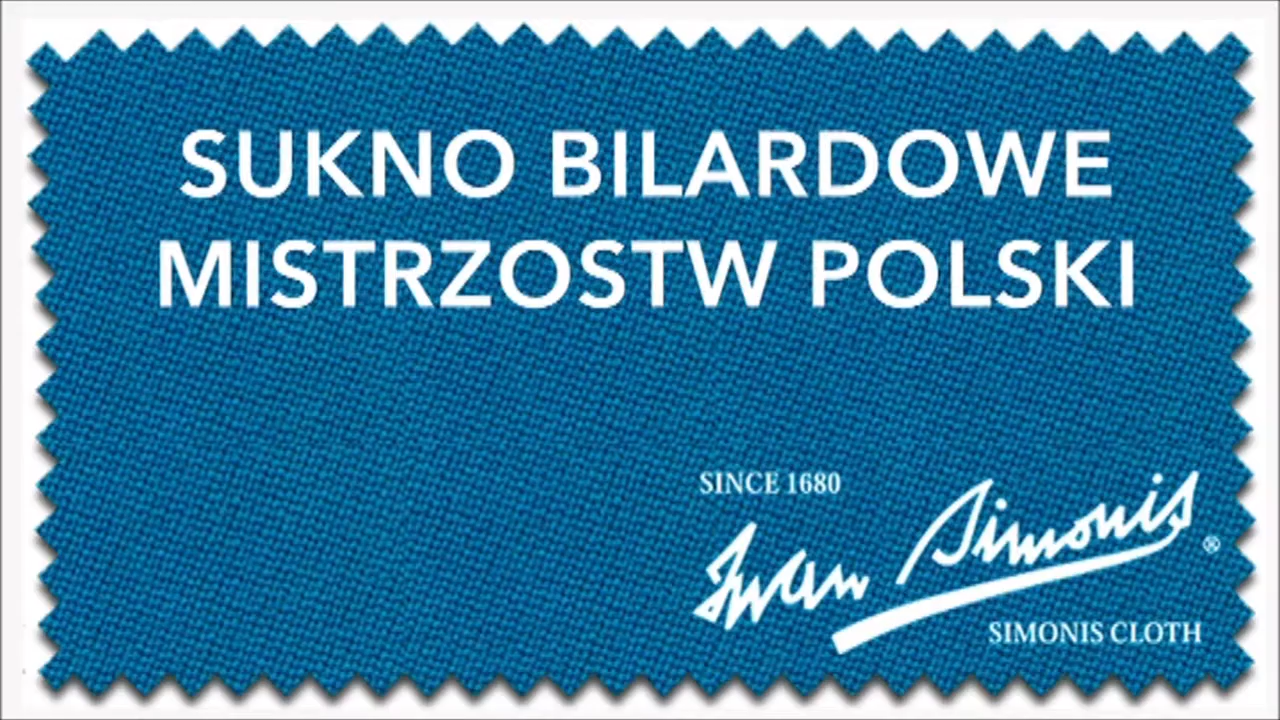 SUKNO BILARDOWE
MISTRZOSTW POLSKI
SINCE 1680
Iwan Simonis ®
SIMONIS CLOTH